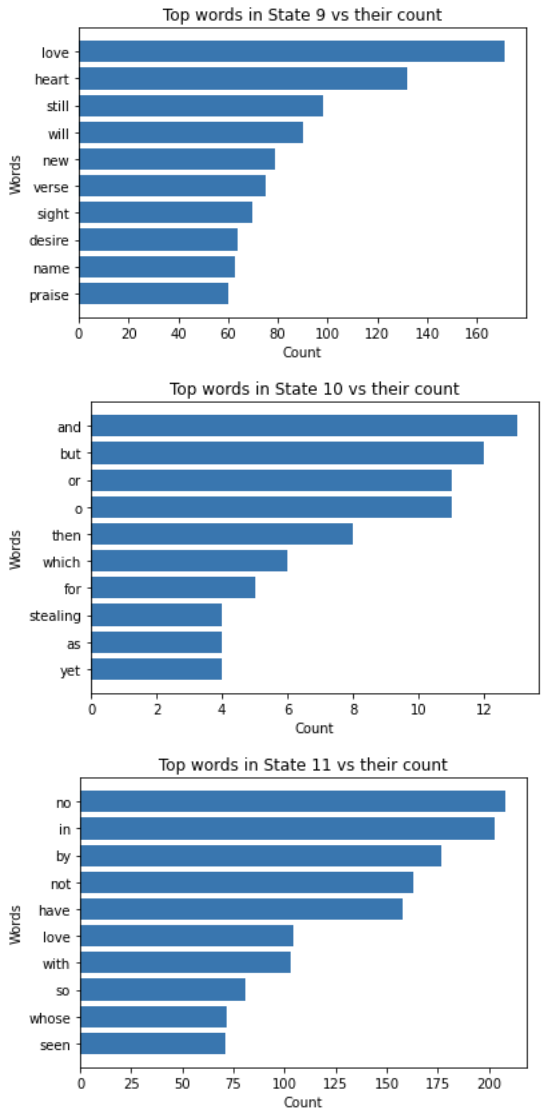 Top words in State 9 vs their count
love
heart
still
will
new
verse
sight
desire
name
praise
Words
0 20 40 60 80 100 120 140 160
Count
Top words in State 10 vs their count
and
but
or
o
then
which
for
stealing
as
yet
Words
0 2 4 6 8 10 12
Count
Top words in State 11 vs their count
no
in
by
not
have
love
with
so
whose
seen
Words
0 25 50 75 100 125 150 175 200
Count